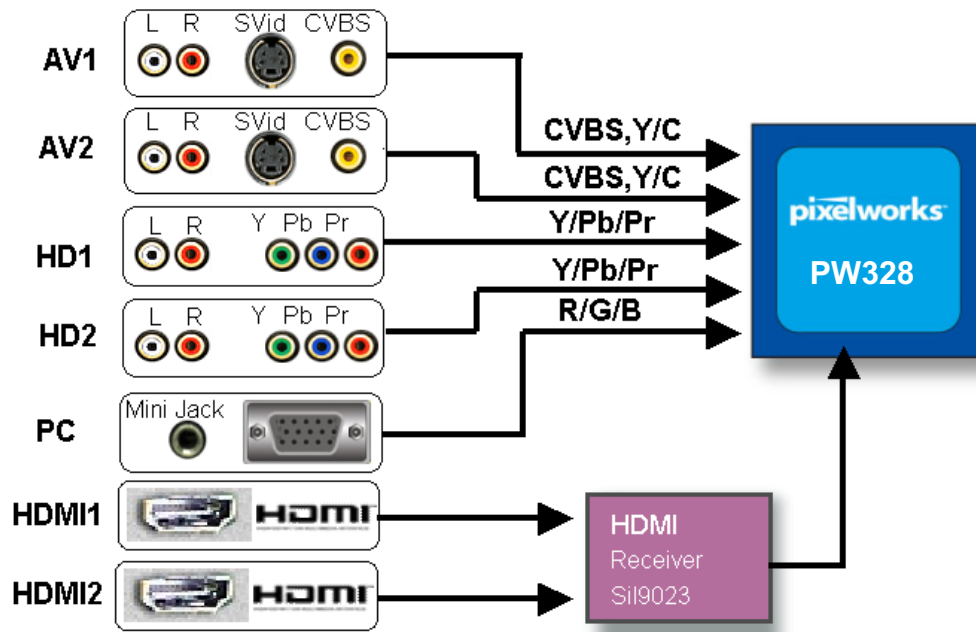 L R SVid CVBS
AV1
L R SVid CVBS
AV2
CVBS,Y/C
CVBS,Y/C
L R Y Pb Pr
HD1
Y/Pb/Pr
L R Y Pb Pr
HD2
Y/Pb/Pr
R/G/B
pixelworks
PW328
Mini Jack
PC
HDMI1
HDMI
HDMI2
HDMI
HDMI
Receiver
SiI9023